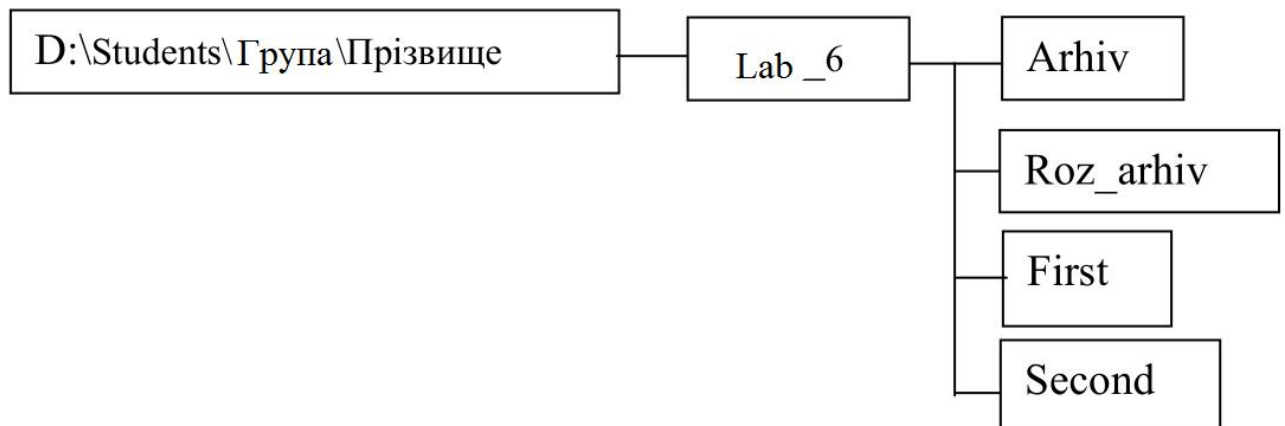 D:\Students\Група\Прізвище
Lab _6
Arhiv
Roz_arhiv
First
Second